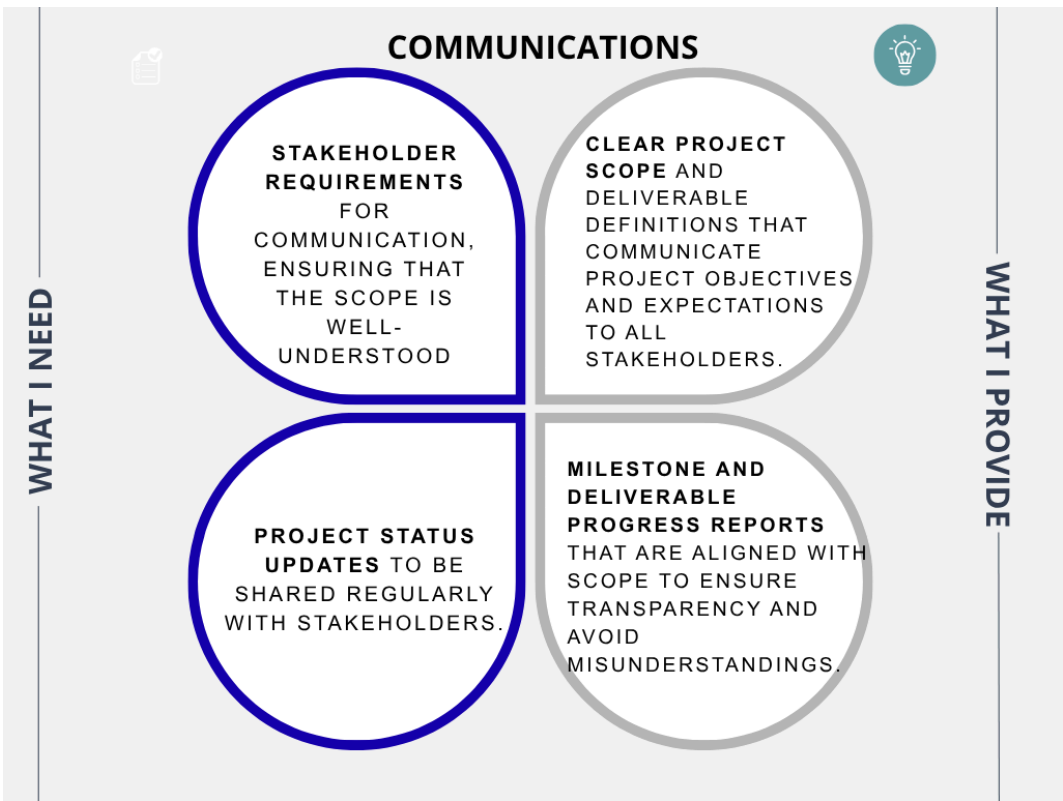 COMMUNICATIONS
WHAT I NEED
STAKEHOLDER
REQUIREMENTS
FOR
COMMUNICATION,
ENSURING THAT
THE SCOPE IS
WELL-
UNDERSTOOD
PROJECT STATUS
UPDATES TO BE
SHARED REGULARLY
WITH STAKEHOLDERS.
CLEAR PROJECT
SCOPE AND
DELIVERABLE
DEFINITIONS THAT
COMMUNICATE
PROJECT OBJECTIVES
AND EXPECTATIONS
TO ALL
STAKEHOLDERS.
MILESTONE AND
DELIVERABLE
PROGRESS REPORTS
THAT ARE ALIGNED WITH
SCOPE TO ENSURE
TRANSPARENCY AND
AVOID
MISUNDERSTANDINGS.
WHAT I PROVIDE